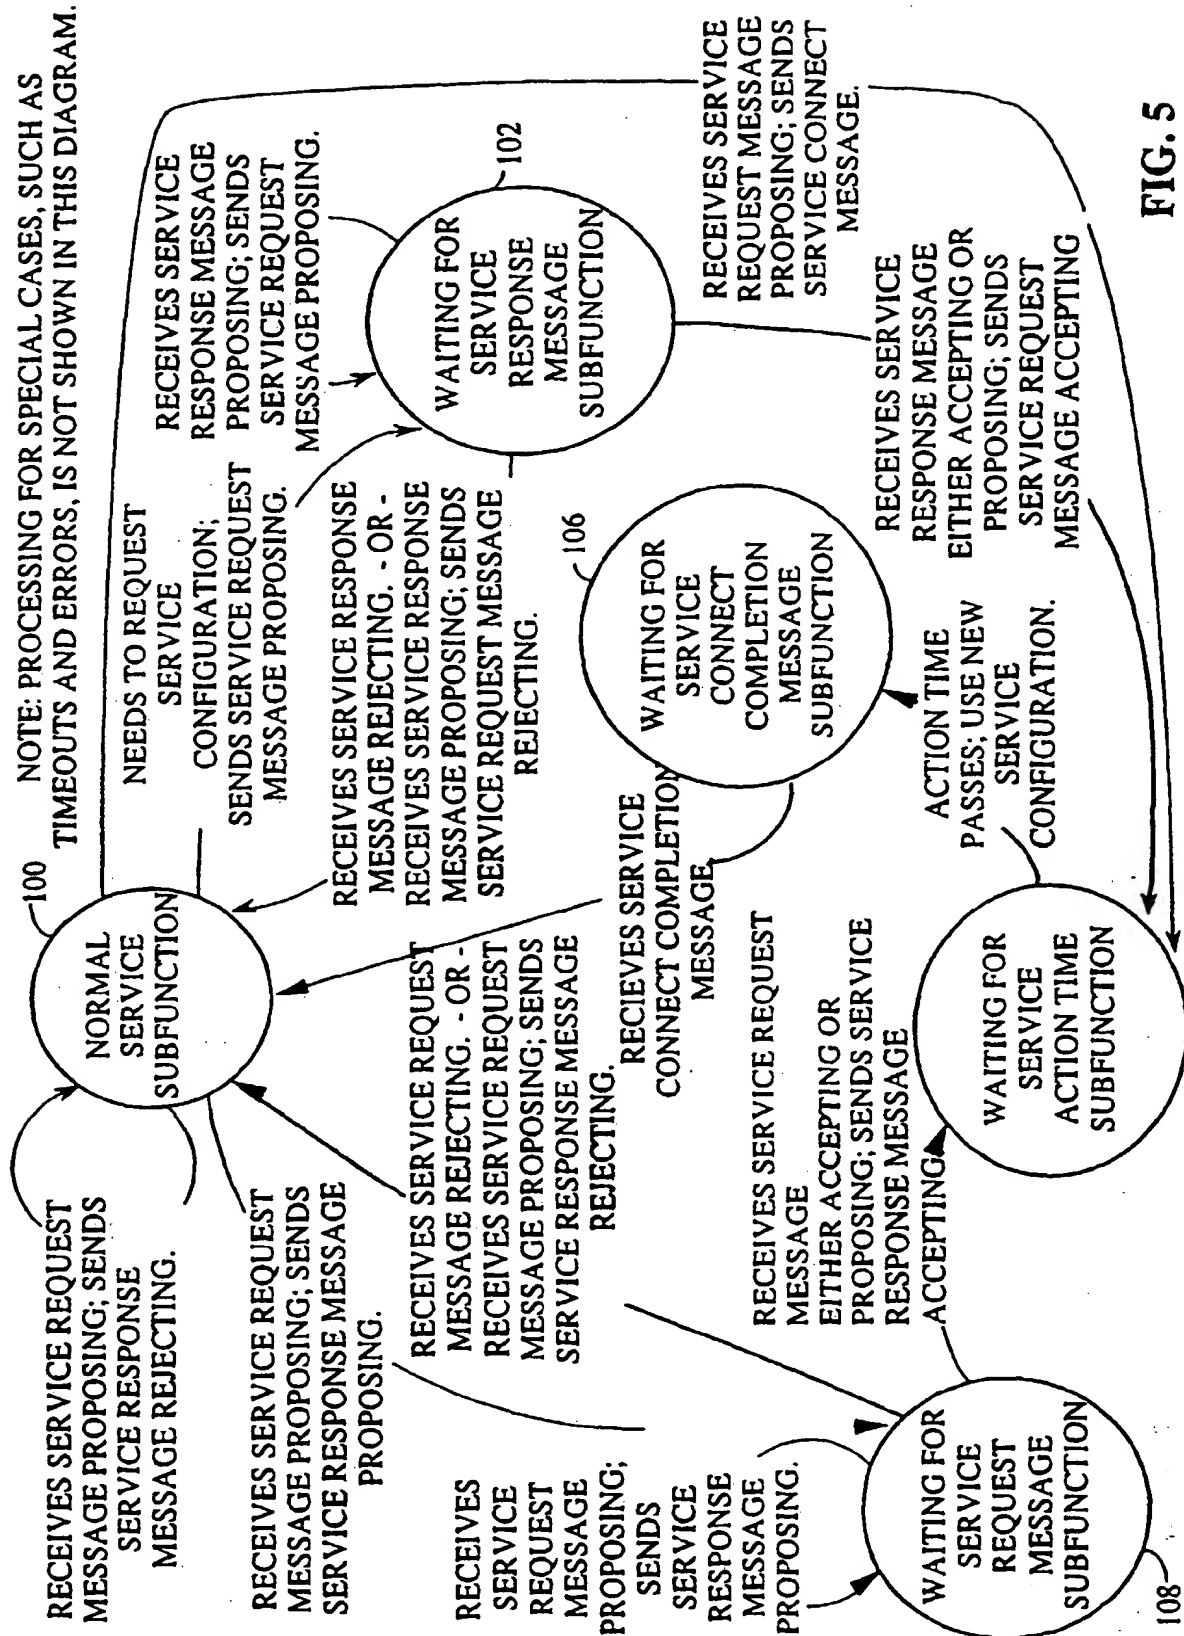 NOTE: PROCESSING FOR SPECIAL CASES, SUCH AS
TIMEOUTS AND ERRORS, IS NOT SHOWN IN THIS DIAGRAM.
100
NORMAL
SERVICE
SUBFUNCTION
RECEIVES SERVICE REQUEST
MESSAGE PROPOSING; SENDS
SERVICE RESPONSE
MESSAGE REJECTING.
RECEIVES SERVICE REQUEST
MESSAGE PROPOSING; SENDS
SERVICE RESPONSE MESSAGE
PROPOSING.
NEEDS TO REQUEST
SERVICE
CONFIGURATION;
SENDS SERVICE REQUEST
MESSAGE PROPOSING.
RECEIVES SERVICE
RESPONSE MESSAGE
PROPOSING; SENDS
SERVICE REQUEST
MESSAGE PROPOSING.
102
WAITING FOR
SERVICE
RESPONSE
MESSAGE
SUBFUNCTION
RECEIVES SERVICE RESPONSE
MESSAGE REJECTING. - OR -
RECEIVES SERVICE RESPONSE
MESSAGE PROPOSING; SENDS
SERVICE REQUEST MESSAGE
REJECTING.
RECEIVES SERVICE REQUEST
MESSAGE REJECTING. - OR -
RECEIVES SERVICE REQUEST
MESSAGE PROPOSING; SENDS
SERVICE RESPONSE MESSAGE
REJECTING.
RECIEVES SERVICE
CONNECT COMPLETION
MESSAGE
106
WAITING FOR
SERVICE
CONNECT
COMPLETION
MESSAGE
SUBFUNCTION
RECEIVES SERVICE
REQUEST MESSAGE
PROPOSING; SENDS
SERVICE CONNECT
MESSAGE.
RECEIVES SERVICE
RESPONSE MESSAGE
EITHER ACCEPTING OR
PROPOSING; SENDS
SERVICE REQUEST
MESSAGE ACCEPTING
RECEIVES
SERVICE
REQUEST
MESSAGE
PROPOSING;
SENDS
SERVICE
RESPONSE
MESSAGE
PROPOSING.
WAITING FOR
SERVICE
REQUEST
MESSAGE
SUBFUNCTION
108
RECEIVES SERVICE REQUEST
MESSAGE
EITHER ACCEPTING OR
PROPOSING; SENDS SERVICE
RESPONSE MESSAGE
ACCEPTING
WAITING FOR
SERVICE
ACTION TIME
SUBFUNCTION
ACTION TIME
PASSES; USE NEW
SERVICE
CONFIGURATION.
FIG. 5